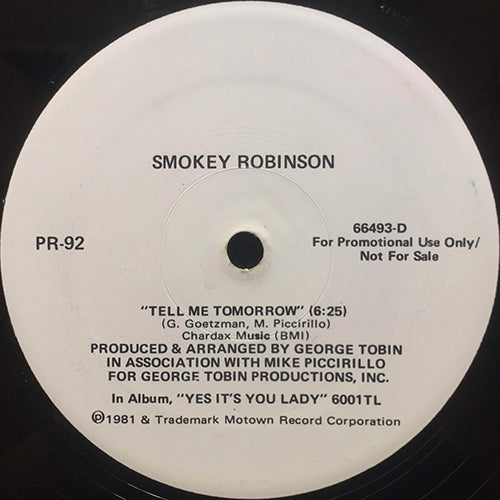 SMOKEY ROBINSON
PR-92
66493-D
For Promotional Use Only/
Not For Sale
"TELL ME TOMORROW" (6:25)
(G. Goetzman, M. Piccirillo)
Chardax Music (BMI)
PRODUCED & ARRANGED BY GEORGE TOBIN
IN ASSOCIATION WITH MIKE PICCIRILLO
FOR GEORGE TOBIN PRODUCTIONS, INC.
In Album, "YES IT'S YOU LADY" 6001TL
℗1981 & Trademark Motown Record Corporation